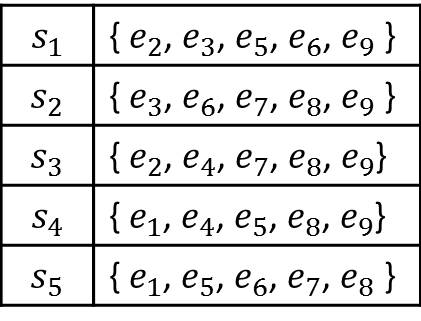 s₁ { e₂, e₃, e₅, e₆, e₉ }
s₂ { e₃, e₆, e₇, e₈, e₉ }
s₃ { e₂, e₄, e₇, e₈, e₉}
s₄ { e₁, e₄, e₅, e₈, e₉}
s₅ { e₁, e₅, e₆, e₇, e₈ }